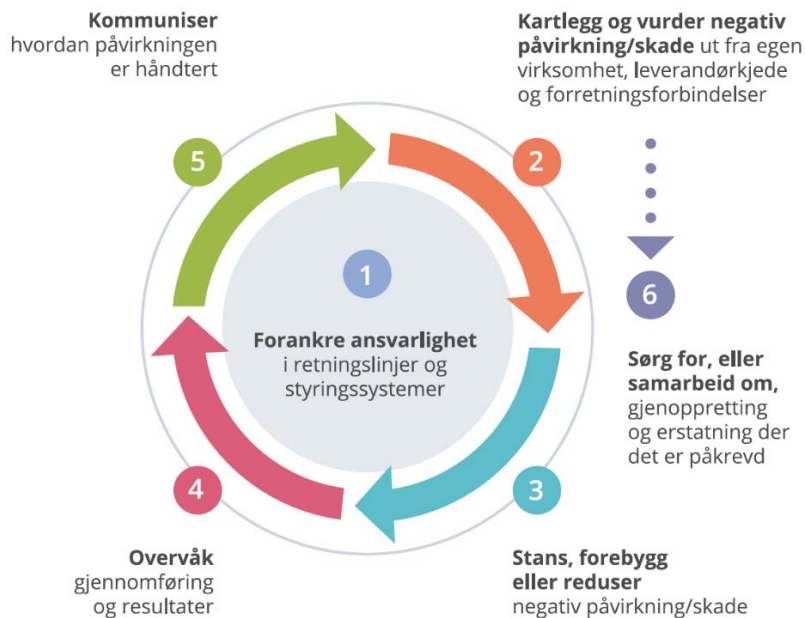 Kommuniser
hvordan påvirkningen
er håndtert
Kartlegg og vurder negativ
påvirkning/skade ut fra egen
virksomhet, leverandørkjede
og forretningsforbindelser
5
2
1
Forankre ansvarlighet
i retningslinjer og
styringssystemer
6
Sørg for, eller
samarbeid om,
gjenoppretting
og erstatning der
det er påkrevd
4
3
Overvåk
gjennomføring
og resultater
Stans, forebygg
eller reduser
negativ påvirkning/skade